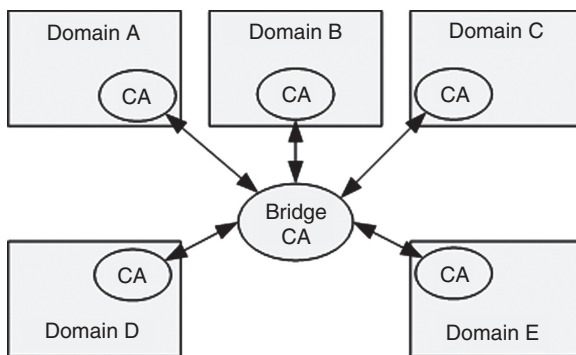 Domain A
CA
Domain B
CA
Domain C
CA
Bridge
CA
CA
Domain D
CA
Domain E